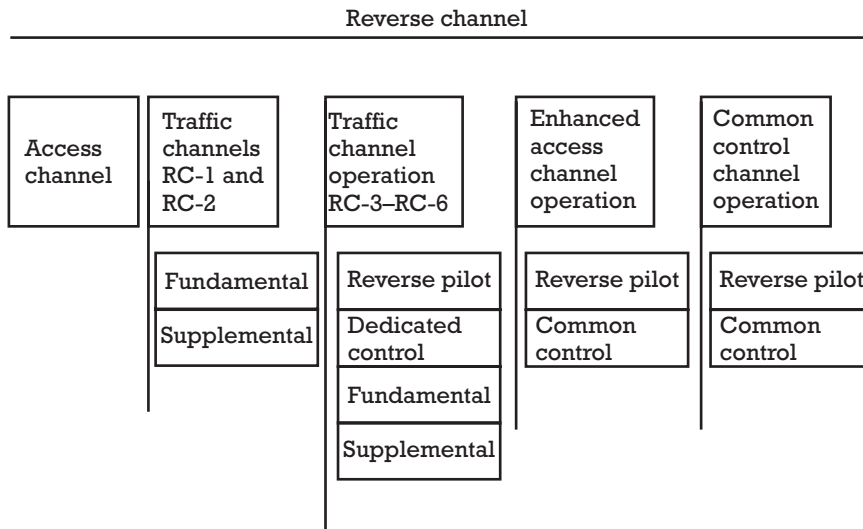 Reverse channel
Access
channel
Traffic
channels
RC-1 and
RC-2
Traffic
channel
operation
RC-3–RC-6
Enhanced
access
channel
operation
Common
control
channel
operation
Fundamental
Supplemental
Reverse pilot
Dedicated
control
Fundamental
Supplemental
Reverse pilot
Common
control
Reverse pilot
Common
control